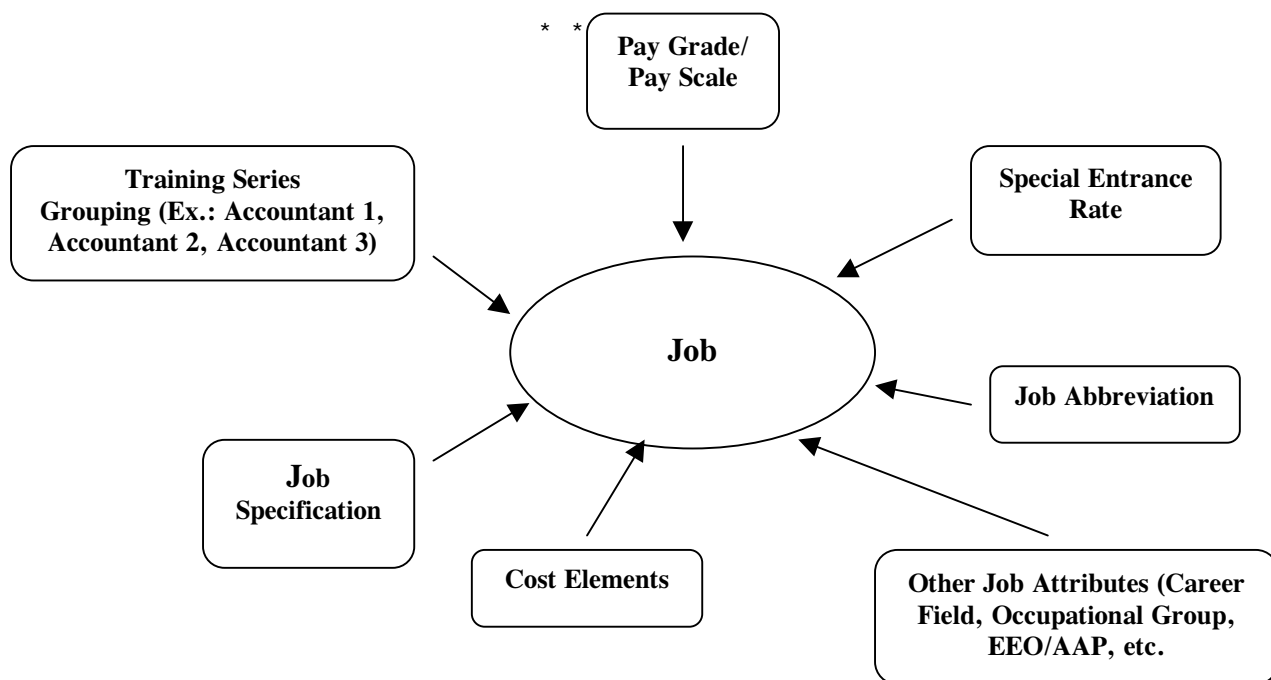 * *
Pay Grade/
Pay Scale
Training Series
Grouping (Ex.: Accountant 1,
Accountant 2, Accountant 3)
Special Entrance
Rate
Job
Job Abbreviation
Job
Specification
Cost Elements
Other Job Attributes (Career
Field, Occupational Group,
EEO/AAP, etc.